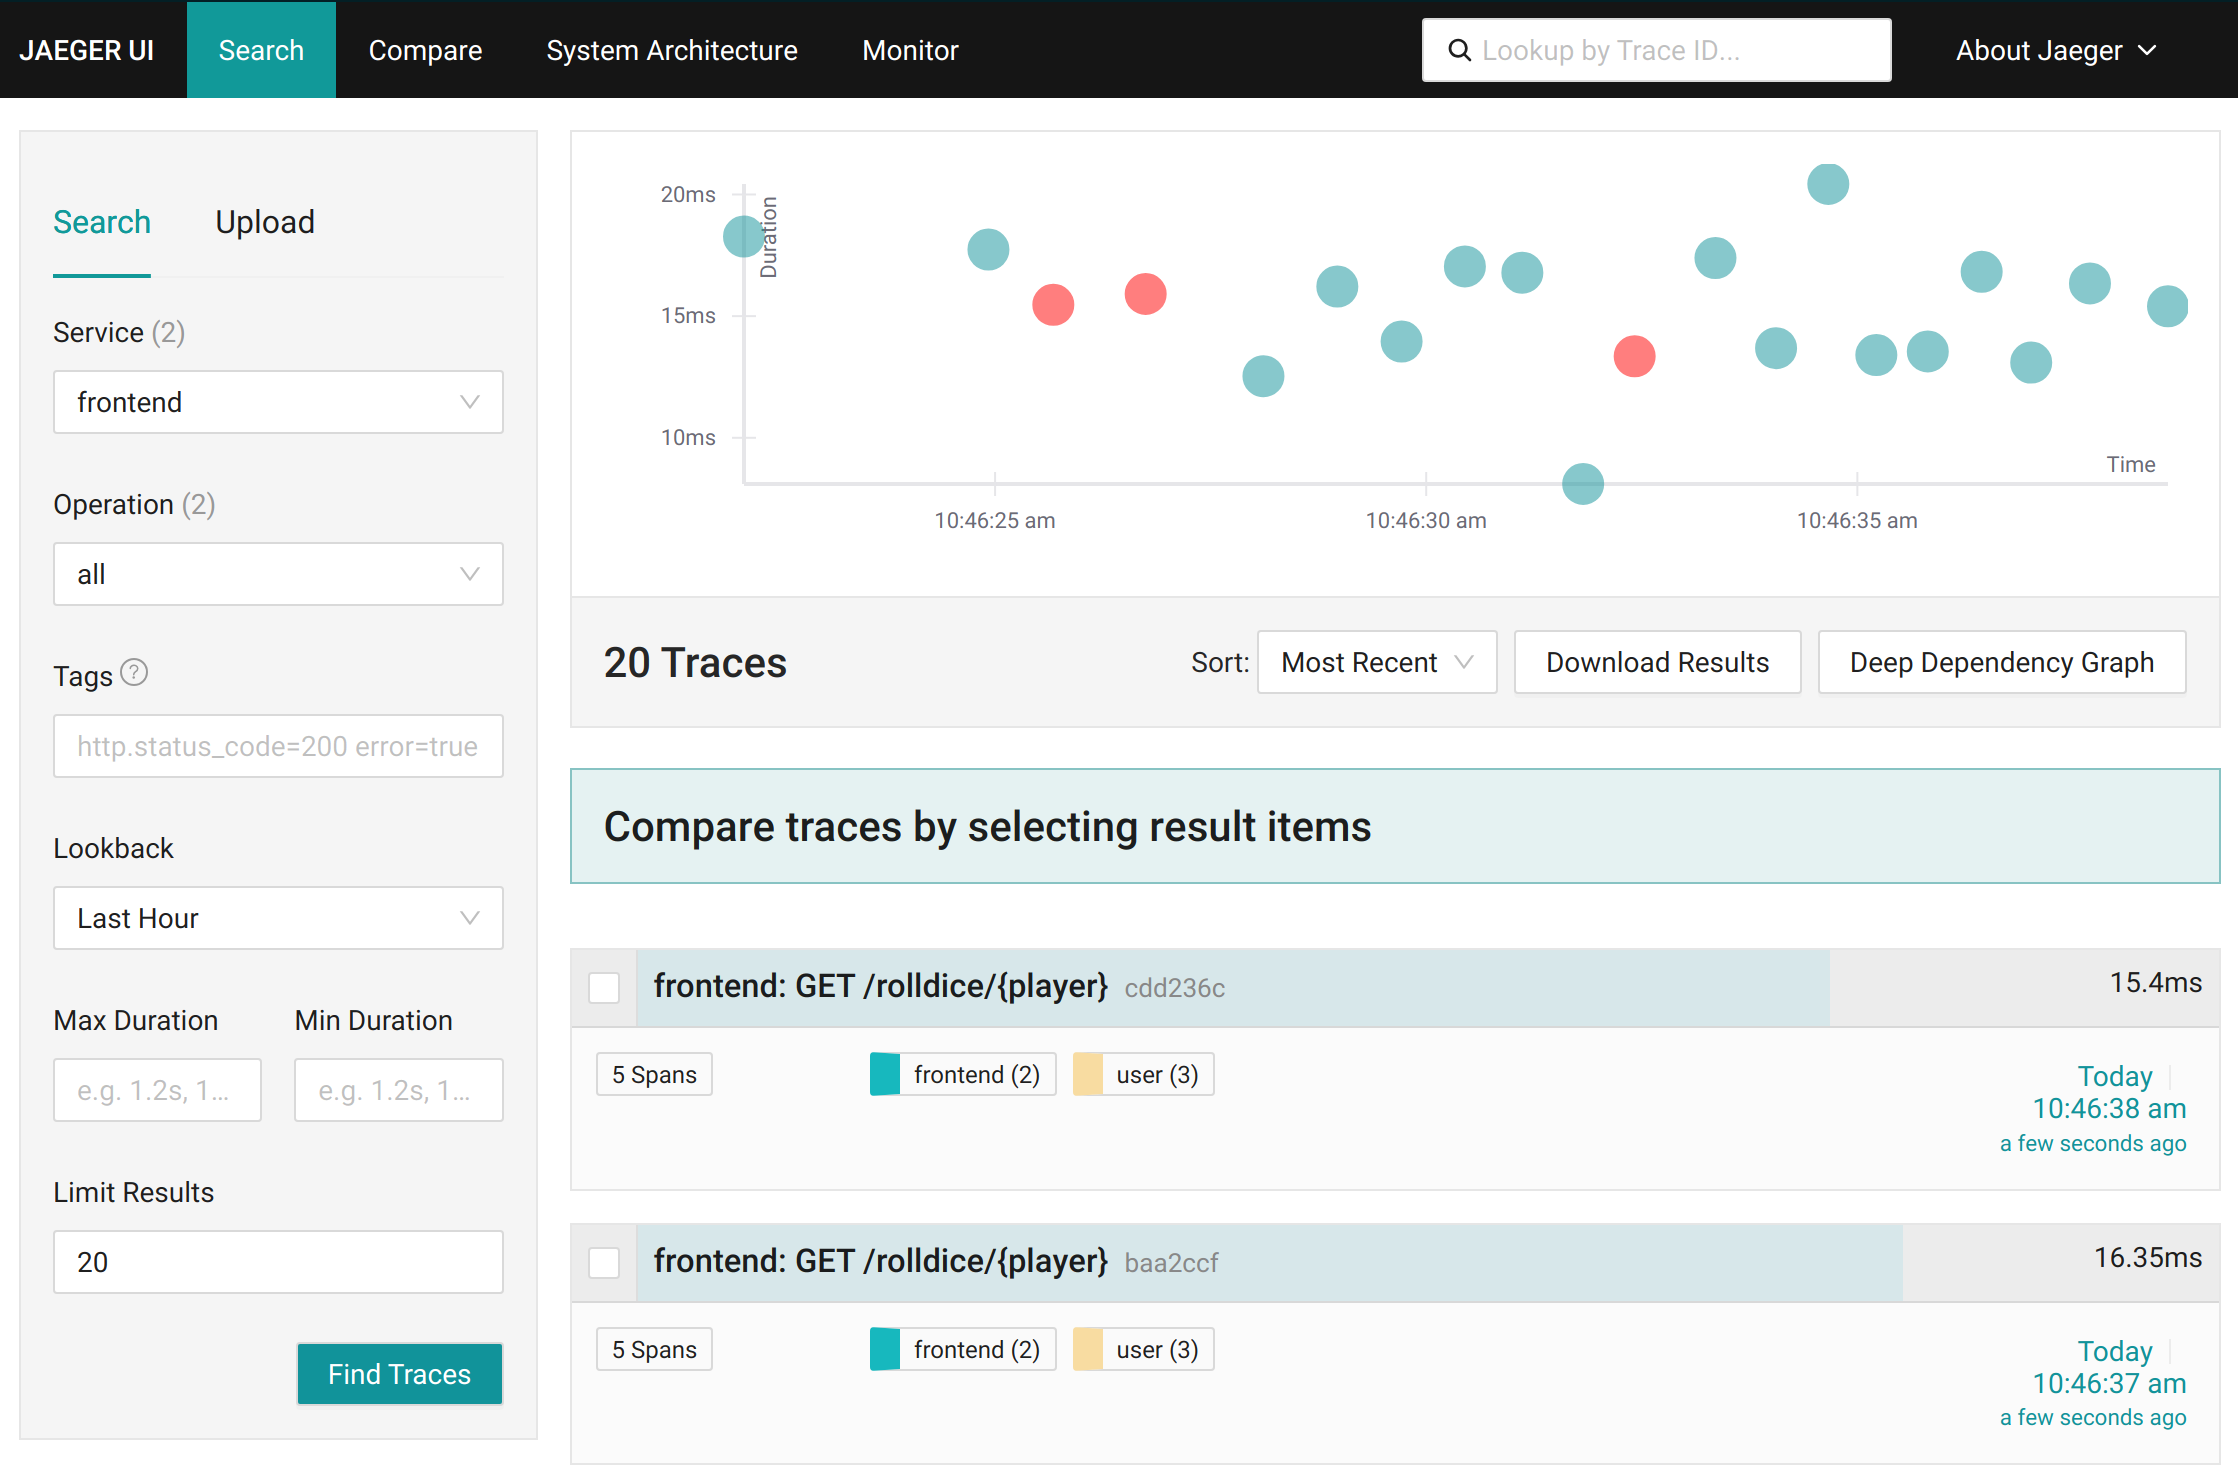 JAEGER UI Search Compare System Architecture Monitor Lookup by Trace ID... About Jaeger
Search Upload
Service (2)
frontend
Operation (2)
all
Tags ?
http.status_code=200 error=true
Lookback
Last Hour
Max Duration Min Duration
e.g. 1.2s, 1... e.g. 1.2s, 1...
Limit Results
20
Find Traces
20ms
15ms
10ms
Duration
Time
10:46:25 am 10:46:30 am 10:46:35 am
20 Traces Sort: Most Recent Download Results Deep Dependency Graph
Compare traces by selecting result items
frontend: GET /rolldice/{player} cdd236c 15.4ms
5 Spans frontend (2) user (3) Today
10:46:38 am
a few seconds ago
frontend: GET /rolldice/{player} baa2ccf 16.35ms
5 Spans frontend (2) user (3) Today
10:46:37 am
a few seconds ago